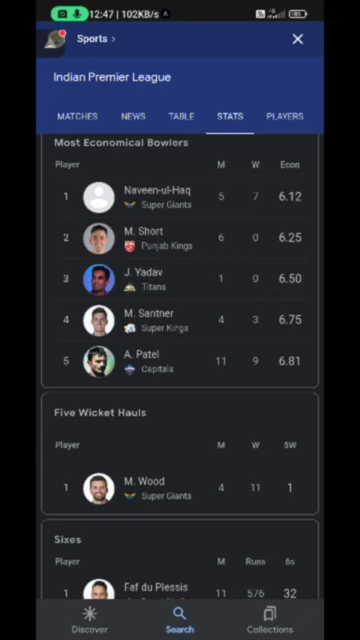 12:47 | 102KB/s
Sports >
Indian Premier League
MATCHES NEWS TABLE STATS PLAYERS
Most Economical Bowlers
Player M W Econ
1 Naveen-ul-Haq 5 7 6.12
Super Giants
2 M. Short 6 0 6.25
Punjab Kings
3 J. Yadav 1 0 6.50
Titans
4 M. Santner 4 3 6.75
Super Kings
5 A. Patel 11 9 6.81
Capitals
Five Wicket Hauls
Player M W 5W
1 M. Wood 4 11 1
Super Giants
Sixes
Player M Runs 6s
1 Faf du Plessis 11 576 32
Discover Search Collections